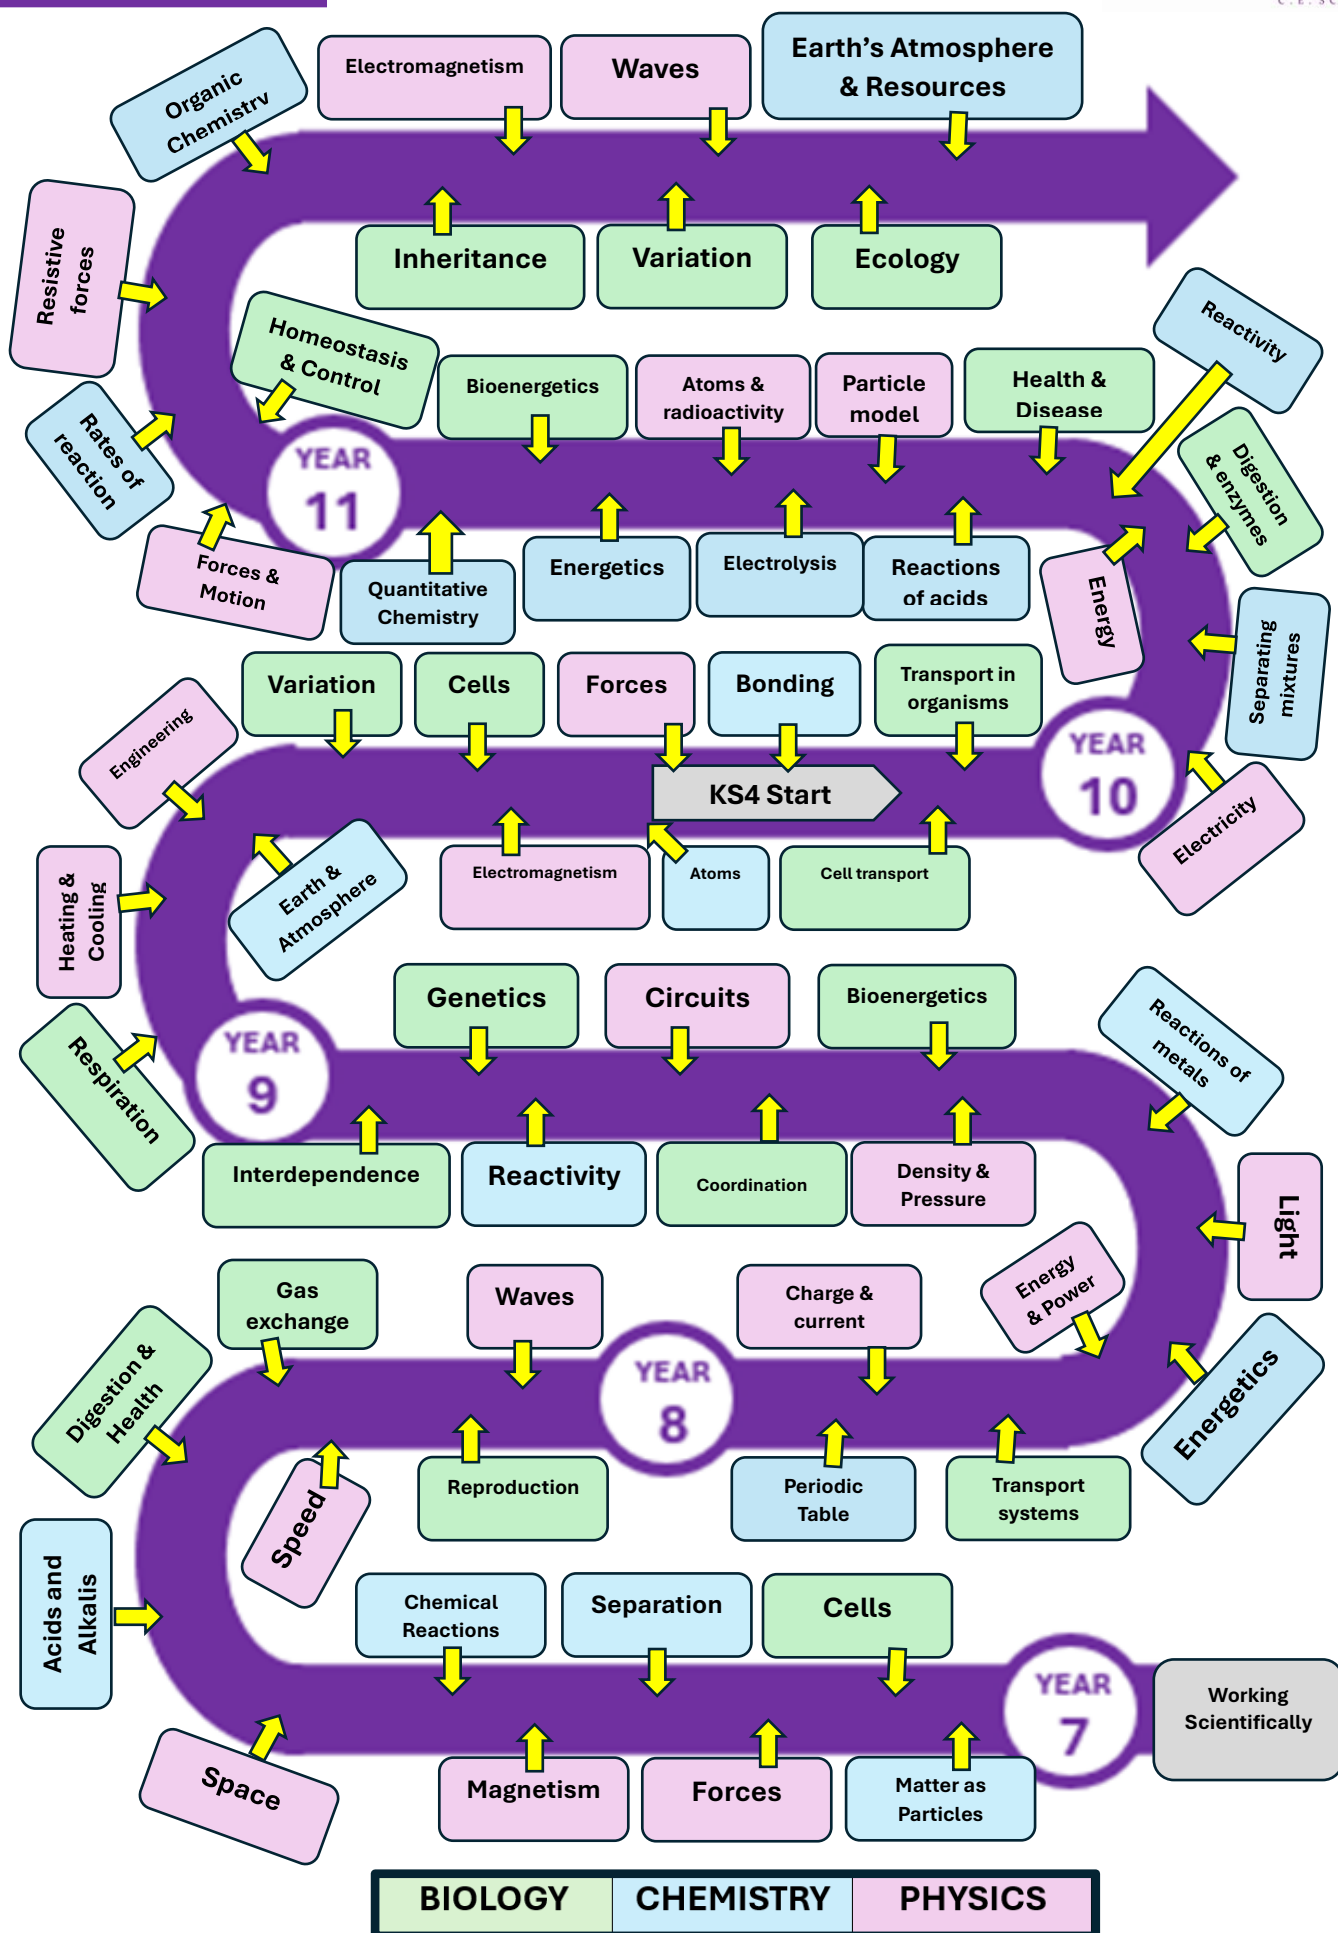 Organic
Chemistry
Electromagnetism
Waves
Earth's Atmosphere
& Resources
Resistive
forces
Inheritance
Variation
Ecology
Homeostasis
& Control
Bioenergetics
Atoms &
radioactivity
Particle
model
Health &
Disease
Reactivity
Rates of
reaction
YEAR
11
Digestion
& enzymes
Forces &
Motion
Quantitative
Chemistry
Energetics
Electrolysis
Reactions
of acids
Energy
Separating
mixtures
Variation
Cells
Forces
Bonding
Transport in
organisms
Engineering
YEAR
10
KS4 Start
Electricity
Heating &
Cooling
Earth &
Atmosphere
Electromagnetism
Atoms
Cell transport
Genetics
Circuits
Bioenergetics
Reactions of
metals
Respiration
YEAR
9
Interdependence
Reactivity
Coordination
Density &
Pressure
Light
Gas
exchange
Waves
Charge &
current
Energy
& Power
Digestion &
Health
YEAR
8
Energetics
Speed
Reproduction
Periodic
Table
Transport
systems
Acids and
Alkalis
Chemical
Reactions
Separation
Cells
YEAR
7
Working
Scientifically
Space
Magnetism
Forces
Matter as
Particles
BIOLOGY
CHEMISTRY
PHYSICS